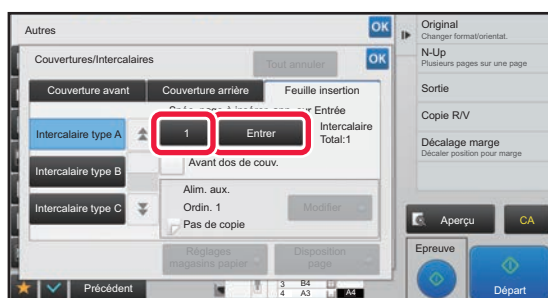 Autres
OK
Couvertures/Intercalaires
Tout annuler
OK
Couverture avant
Couverture arrière
Feuille insertion
Entrée
Intercalaire type A
1
Entrer
Intercalaire
Total:1
Avant dos de couv.
Intercalaire type B
Alim. aux.
Ordin. 1
Pas de copie
Modifier
Intercalaire type C
Réglages
magasins papier
Disposition
page
Précédent
3 B4
4 A3
A4
Original
Changer format/orientat.
N-Up
Plusieurs pages sur une page
Sortie
Copie R/V
Décalage marge
Décaler position pour marge
Aperçu
CA
Epreuve
Départ